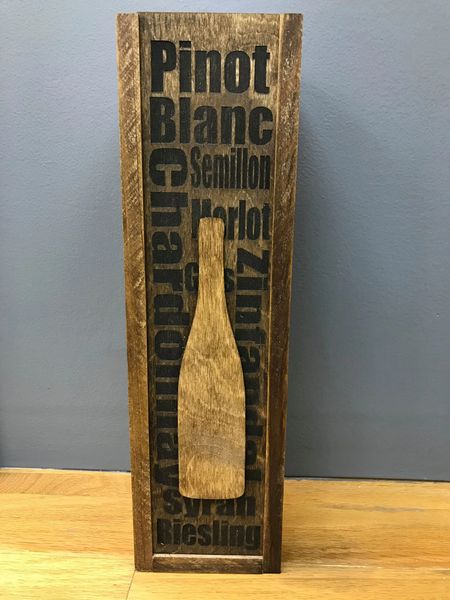 Pinot
Blanc
Chardonnay
Semillon
Merlot
Zinfandel
Syrah
Riesling